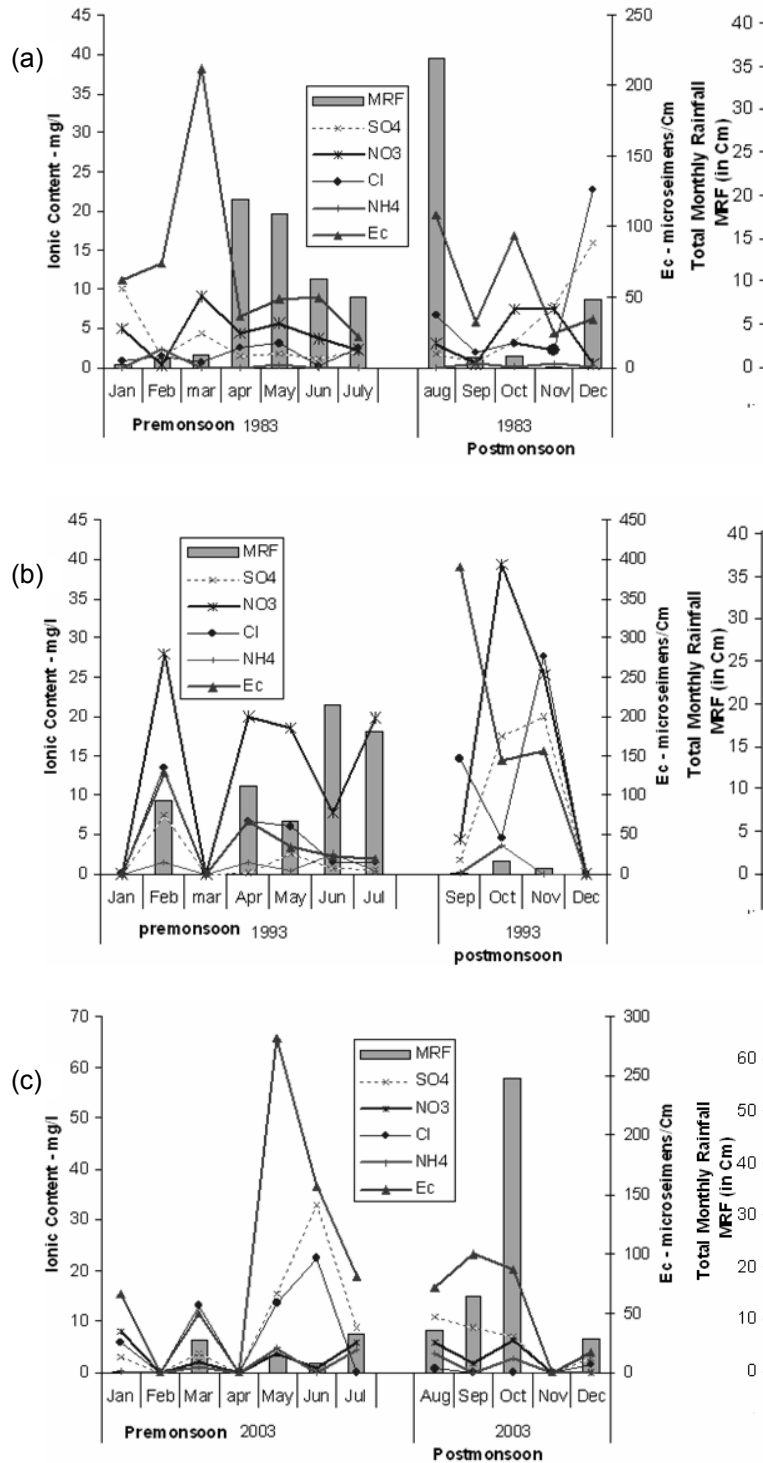 (a)
45
40
35
30
25
20
15
10
5
0
Ionic Content - mg/l
MRF
SO4
NO3
Cl
NH4
Ec
250
200
150
100
50
0
Ec - microseimens/Cm
Total Monthly Rainfall
MRF (in Cm)
40
35
30
25
20
15
10
5
0
Jan Feb mar apr May Jun July aug Sep Oct Nov Dec
Premonsoon 1983 1983
Postmonsoon
(b)
45
40
35
30
25
20
15
10
5
0
Ionic Content - mg/l
MRF
SO4
NO3
Cl
NH4
Ec
450
400
350
300
250
200
150
100
50
0
Ec - microseimens/Cm
Total Monthly Rainfall
MRF (in Cm)
40
35
30
25
20
15
10
5
0
Jan Feb mar Apr May Jun Jul Sep Oct Nov Dec
premonsoon 1993 1993
postmonsoon
(c)
70
60
50
40
30
20
10
0
Ionic Content - mg/l
MRF
SO4
NO3
Cl
NH4
Ec
300
250
200
150
100
50
0
Ec - microseimens/Cm
Total Monthly Rainfall
MRF (in Cm)
60
50
40
30
20
10
0
Jan Feb Mar apr May Jun Jul Aug Sep Oct Nov Dec
Premonsoon 2003 2003
Postmonsoon